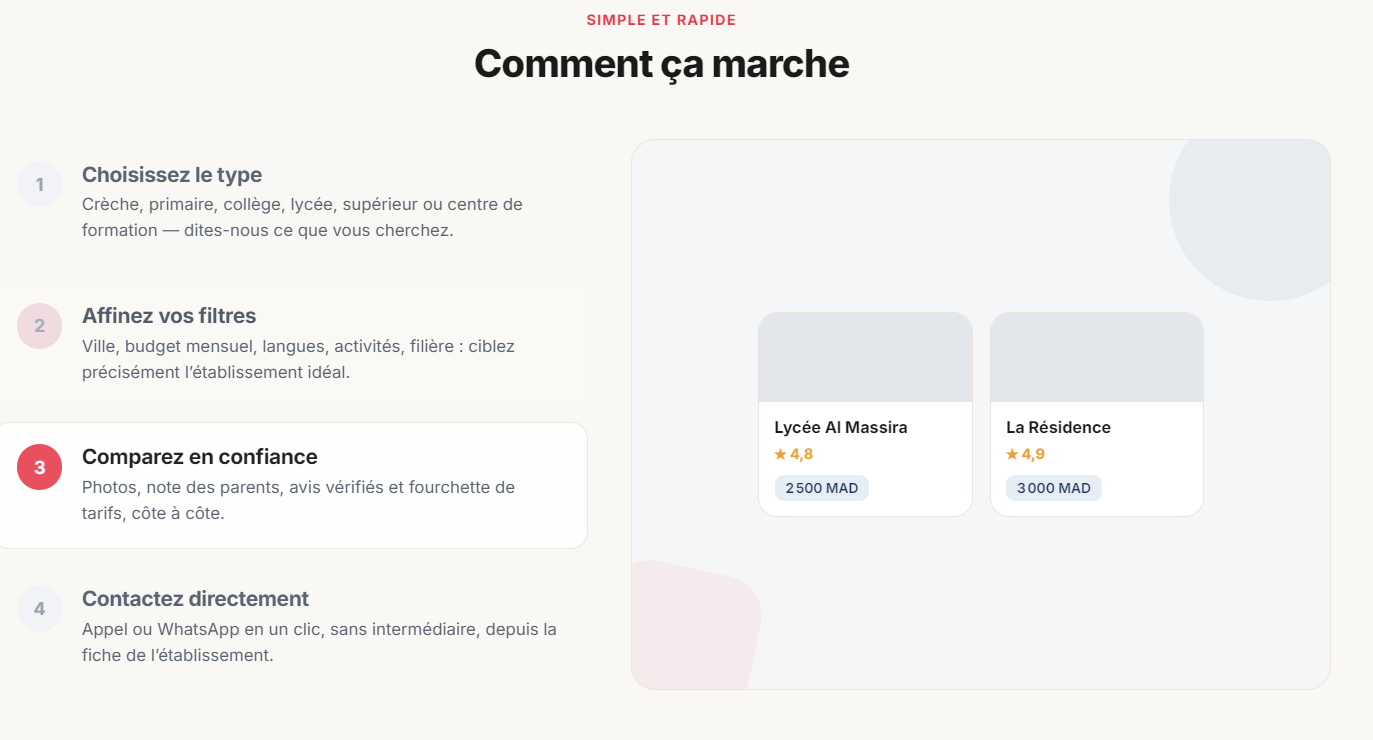 SIMPLE ET RAPIDE
Comment ça marche
1
Choisissez le type
Crèche, primaire, collège, lycée, supérieur ou centre de
formation — dites-nous ce que vous cherchez.
2
Affinez vos filtres
Ville, budget mensuel, langues, activités, filière : ciblez
précisément l’établissement idéal.
3
Comparez en confiance
Photos, note des parents, avis vérifiés et fourchette de
tarifs, côte à côte.
4
Contactez directement
Appel ou WhatsApp en un clic, sans intermédiaire, depuis la
fiche de l’établissement.
Lycée Al Massira
★ 4,8
2 500 MAD
La Résidence
★ 4,9
3 000 MAD